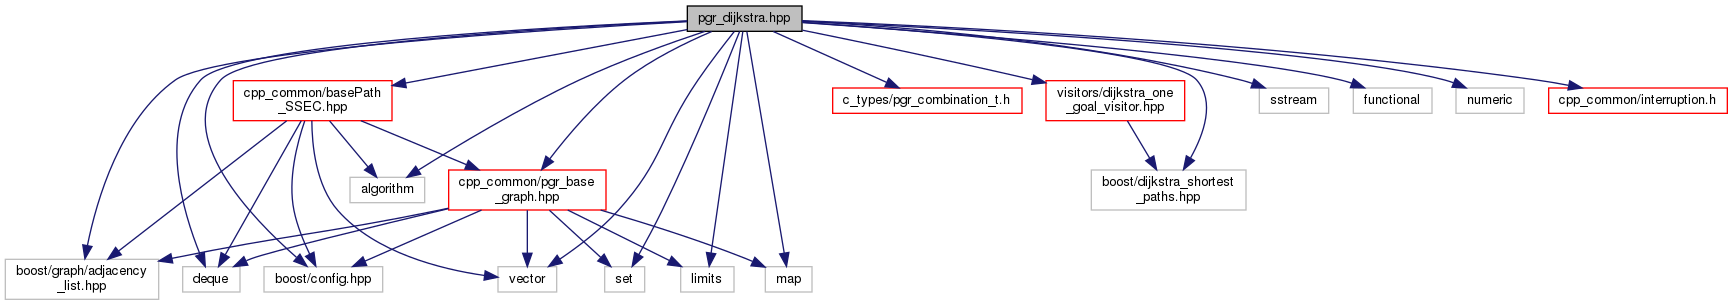 pgr_dijkstra.hpp
cpp_common/basePath
_SSEC.hpp
c_types/pgr_combination_t.h
visitors/dijkstra_one
_goal_visitor.hpp
sstream
functional
numeric
cpp_common/interruption.h
algorithm
cpp_common/pgr_base
_graph.hpp
boost/dijkstra_shortest
_paths.hpp
boost/graph/adjacency
_list.hpp
deque
boost/config.hpp
vector
set
limits
map